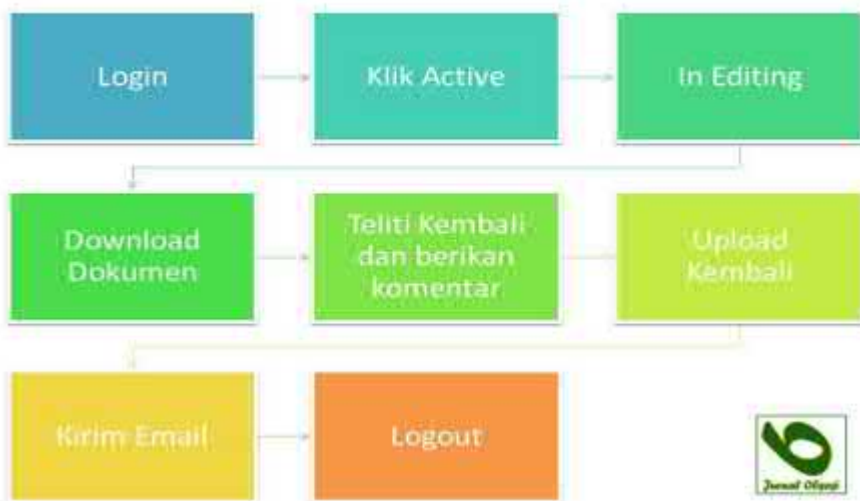 Login
Klik Active
In Editing
Download
Dokumen
Teliti Kembali
dan berikan
komentar
Upload
Kembali
Kirim Email
Logout